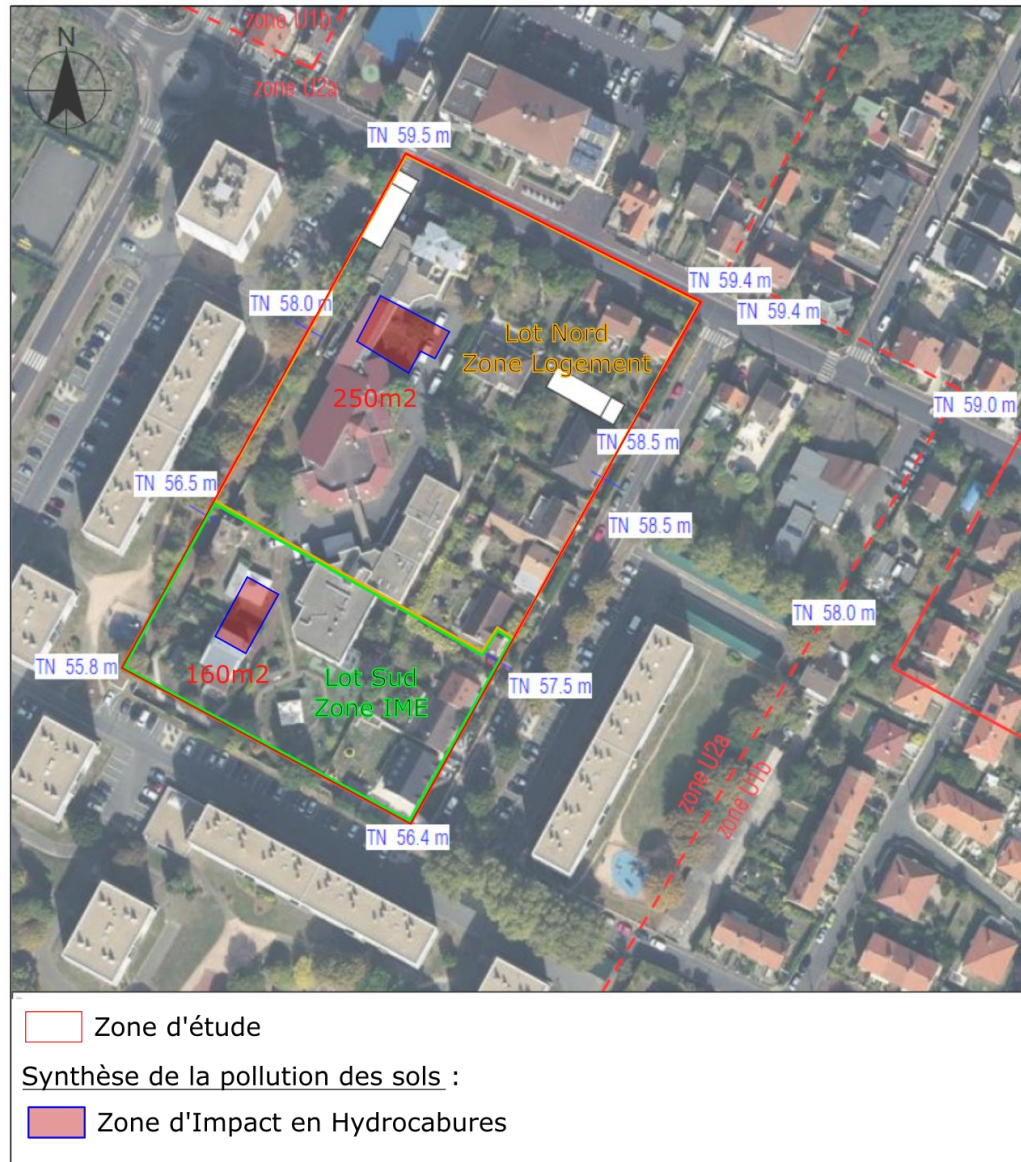 zone U1b
N
zone U2a
TN 59.5 m
TN 59.4 m
TN 58.0 m
TN 59.4 m
Lot Nord
Zone Logement
250m2
TN 59.0 m
TN 58.5 m
TN 56.5 m
TN 58.5 m
TN 58.0 m
TN 55.8 m
160m2
Lot Sud
Zone IME
TN 57.5 m
zone U2a
zone U1b
TN 56.4 m
Zone d'étude
Synthèse de la pollution des sols :
Zone d'Impact en Hydrocabures